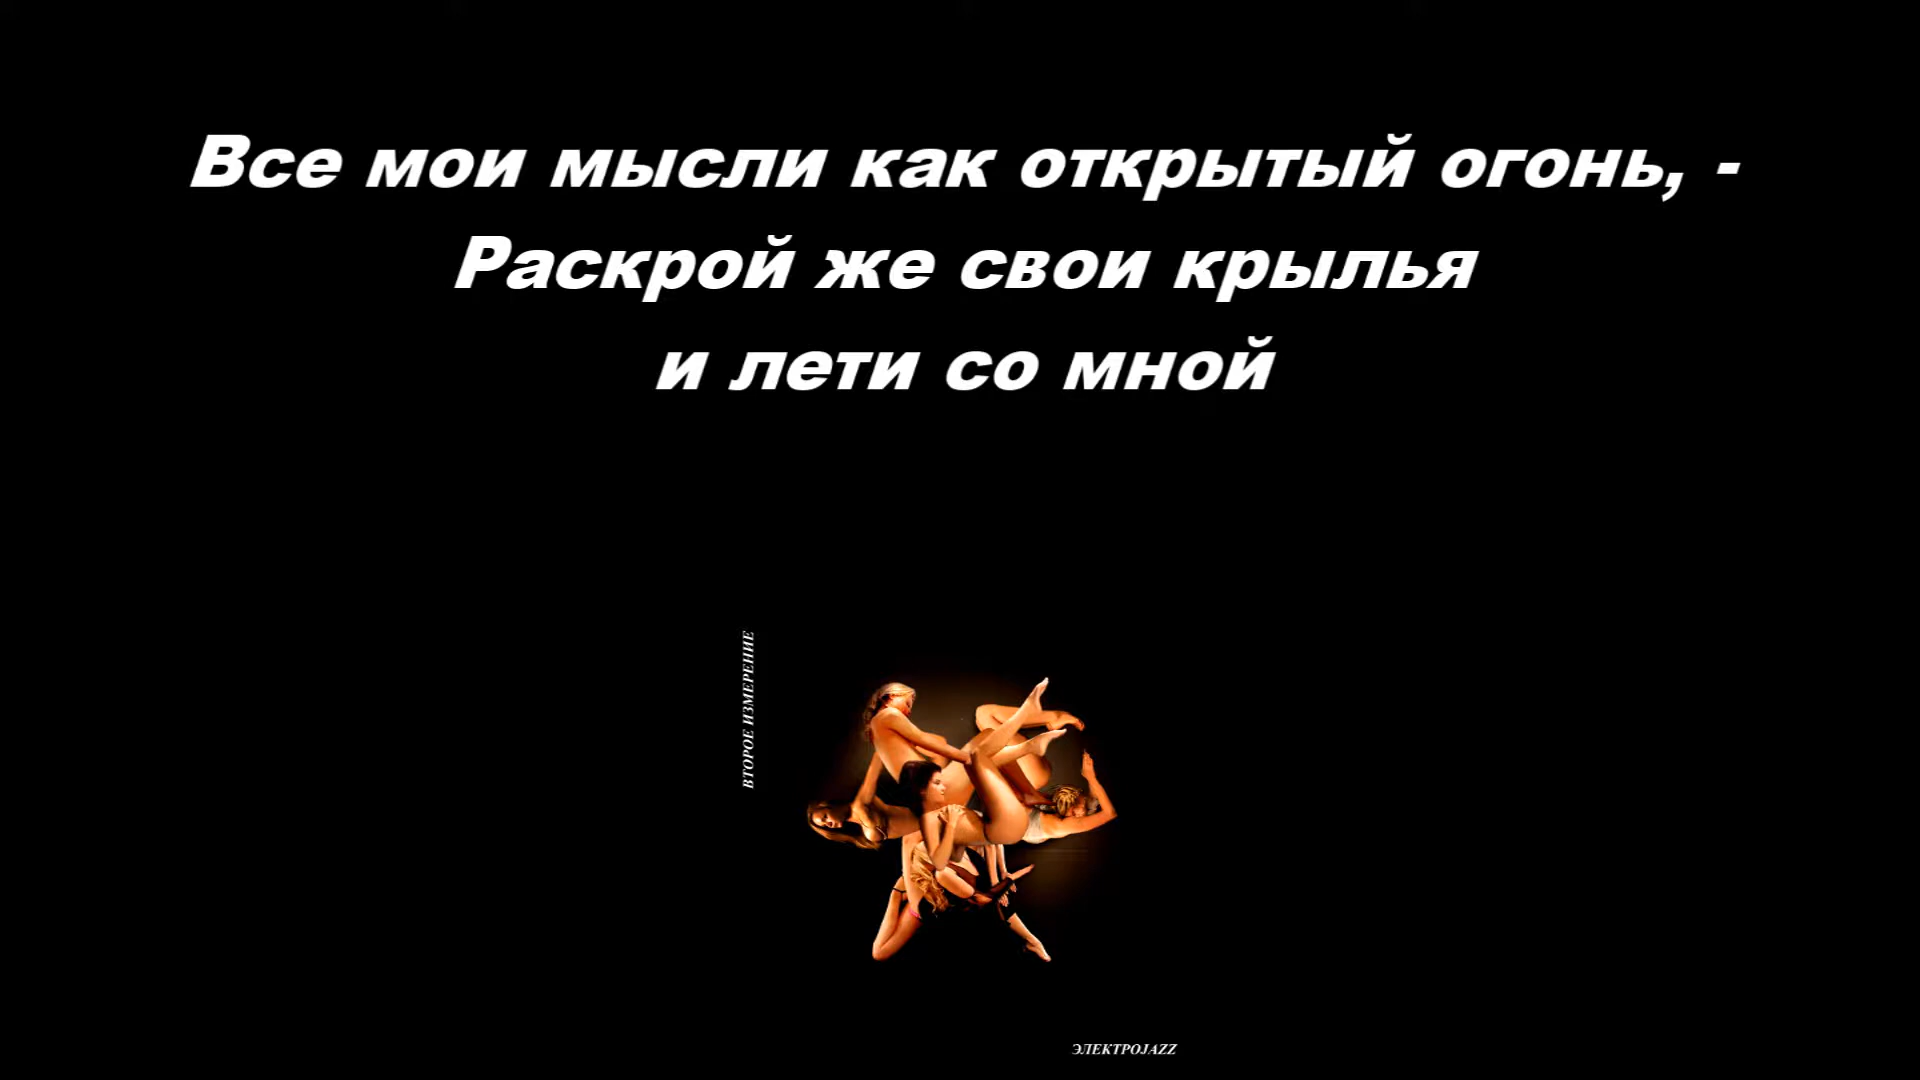 Все мои мысли как открытый огонь, -
Раскрой же свои крылья
и лети со мной
ВТОРОЕ ИЗМЕРЕНИЕ
ЭЛЕКТРОJAZZ